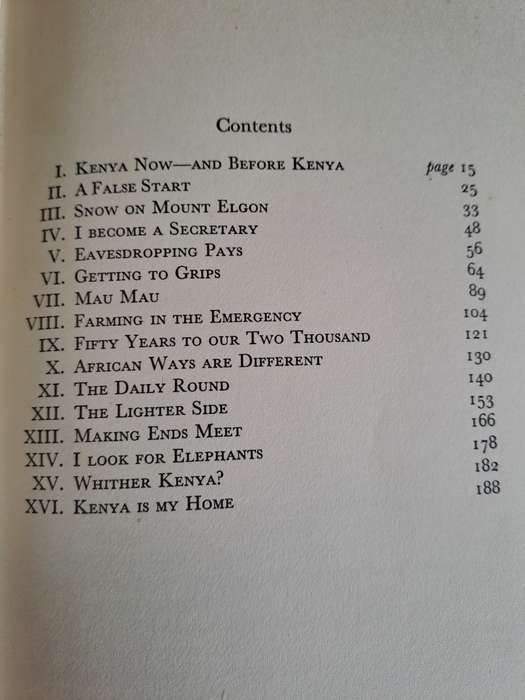 Contents
I. Kenya Now—and Before Kenya page 15
II. A False Start 25
III. Snow on Mount Elgon 33
IV. I become a Secretary 48
V. Eavesdropping Pays 56
VI. Getting to Grips 64
VII. Mau Mau 89
VIII. Farming in the Emergency 104
IX. Fifty Years to our Two Thousand 121
X. African Ways are Different 130
XI. The Daily Round 140
XII. The Lighter Side 153
XIII. Making Ends Meet 166
XIV. I look for Elephants 178
XV. Whither Kenya? 182
XVI. Kenya is my Home 188